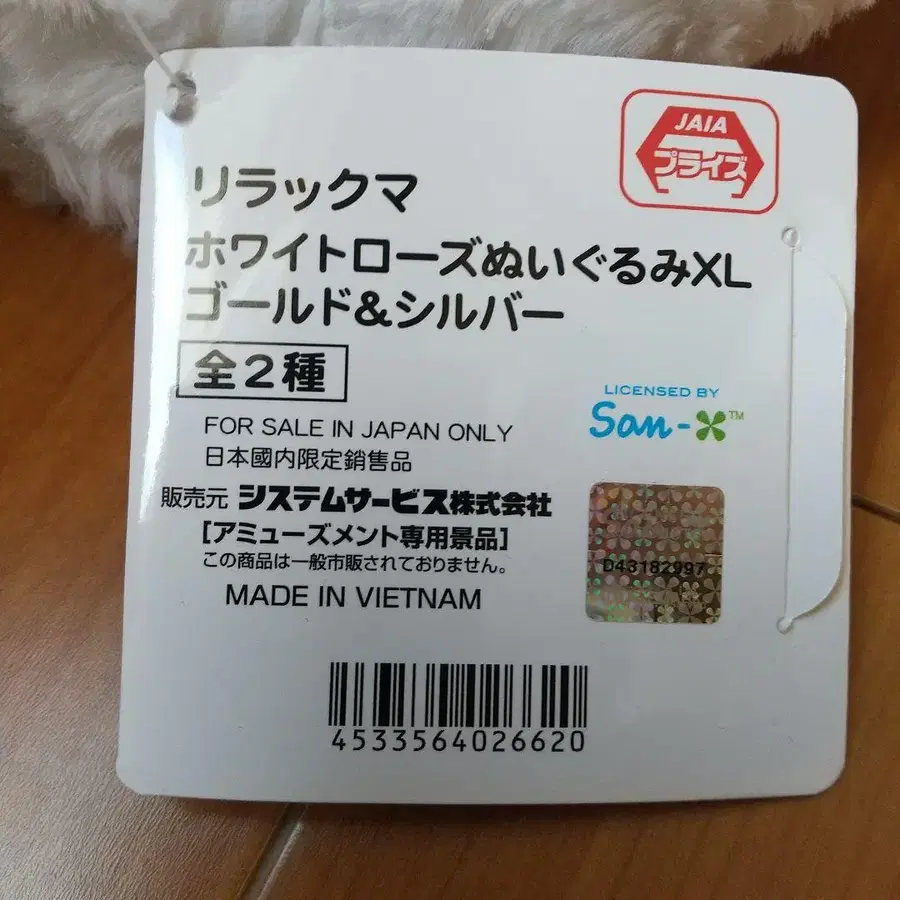 JAIA
プライズ
リラックマ
ホワイトローズぬいぐるみXL
ゴールド&シルバー
全2種
FOR SALE IN JAPAN ONLY
日本國内限定銷售品
販売元 システムサービス株式会社
[アミューズメント専用景品]
この商品は一般市販されておりません。
MADE IN VIETNAM
LICENSED BY
San-X™
D43182997
4533564026620